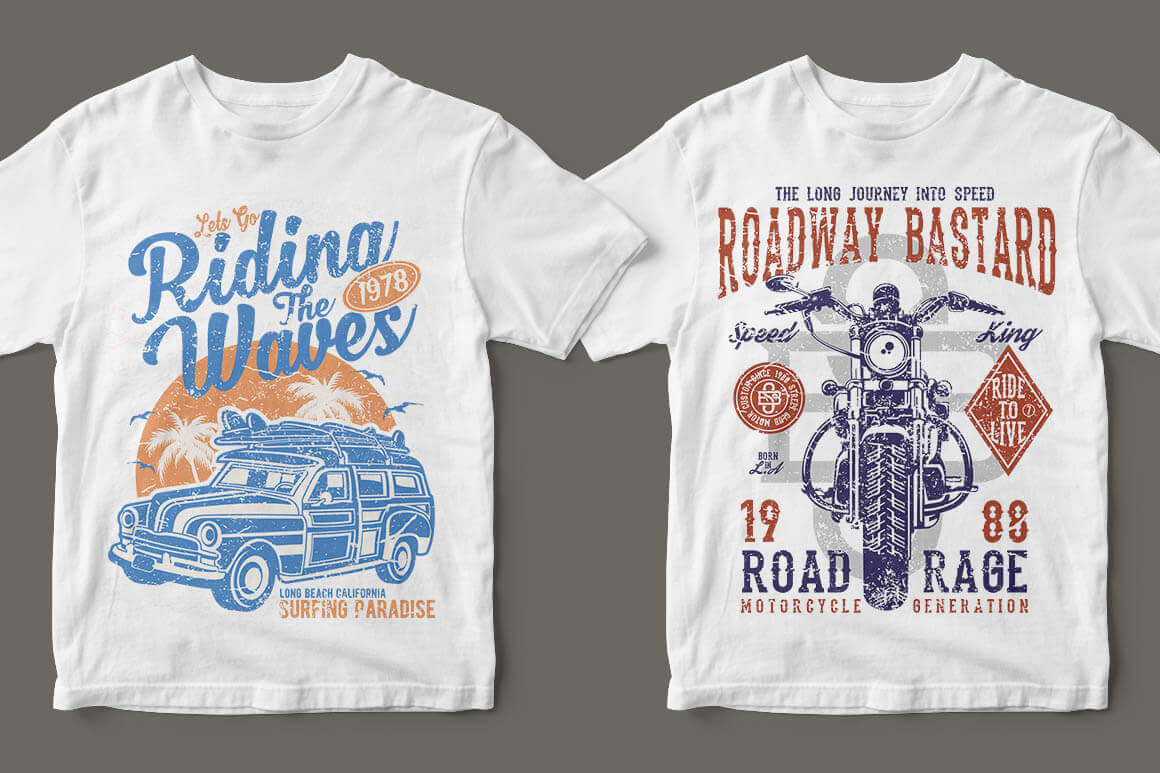 Lets Go
Riding
The
1978
Waves
LONG BEACH CALIFORNIA
SURFING PARADISE
THE LONG JOURNEY INTO SPEED
ROADWAY BASTARD
Speed King
RIDE
TO
LIVE
BORN
IN
L.A
19 88
ROAD RAGE
MOTORCYCLE GENERATION